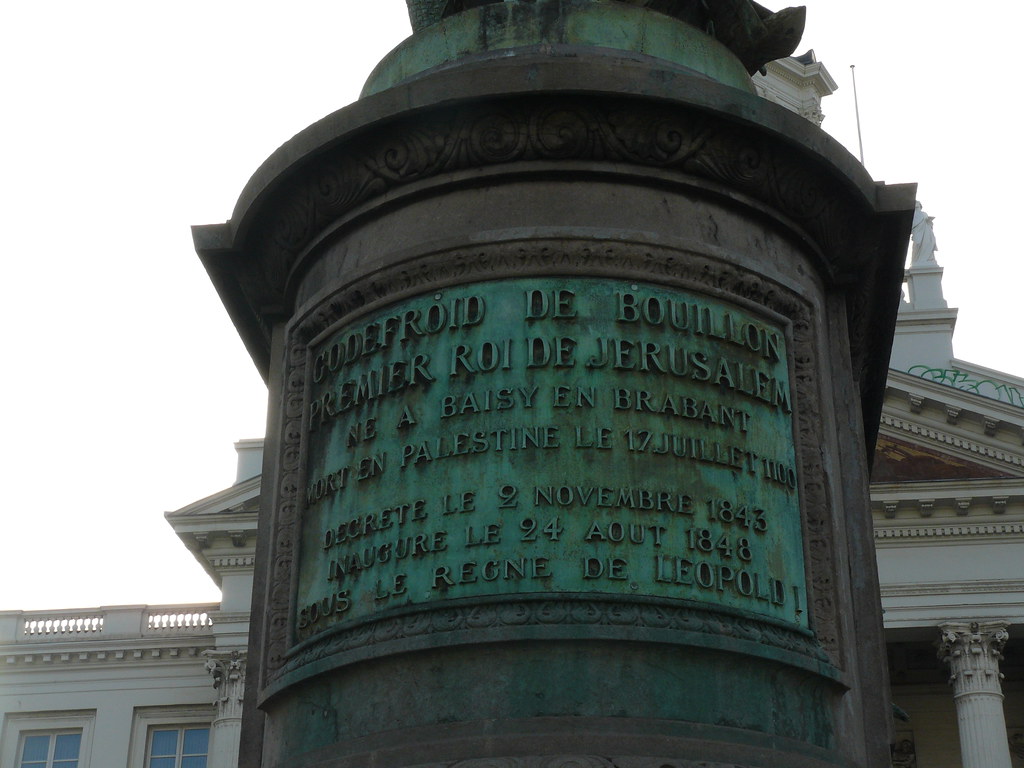 GODEFROID DE BOUILLON
PREMIER ROI DE JERUSALEM
NE A BAISY EN BRABANT
MORT EN PALESTINE LE 17 JUILLET 1100
DECRETE LE 2 NOVEMBRE 1843
INAUGURE LE 24 AOUT 1848
SOUS LE REGNE DE LEOPOLD I